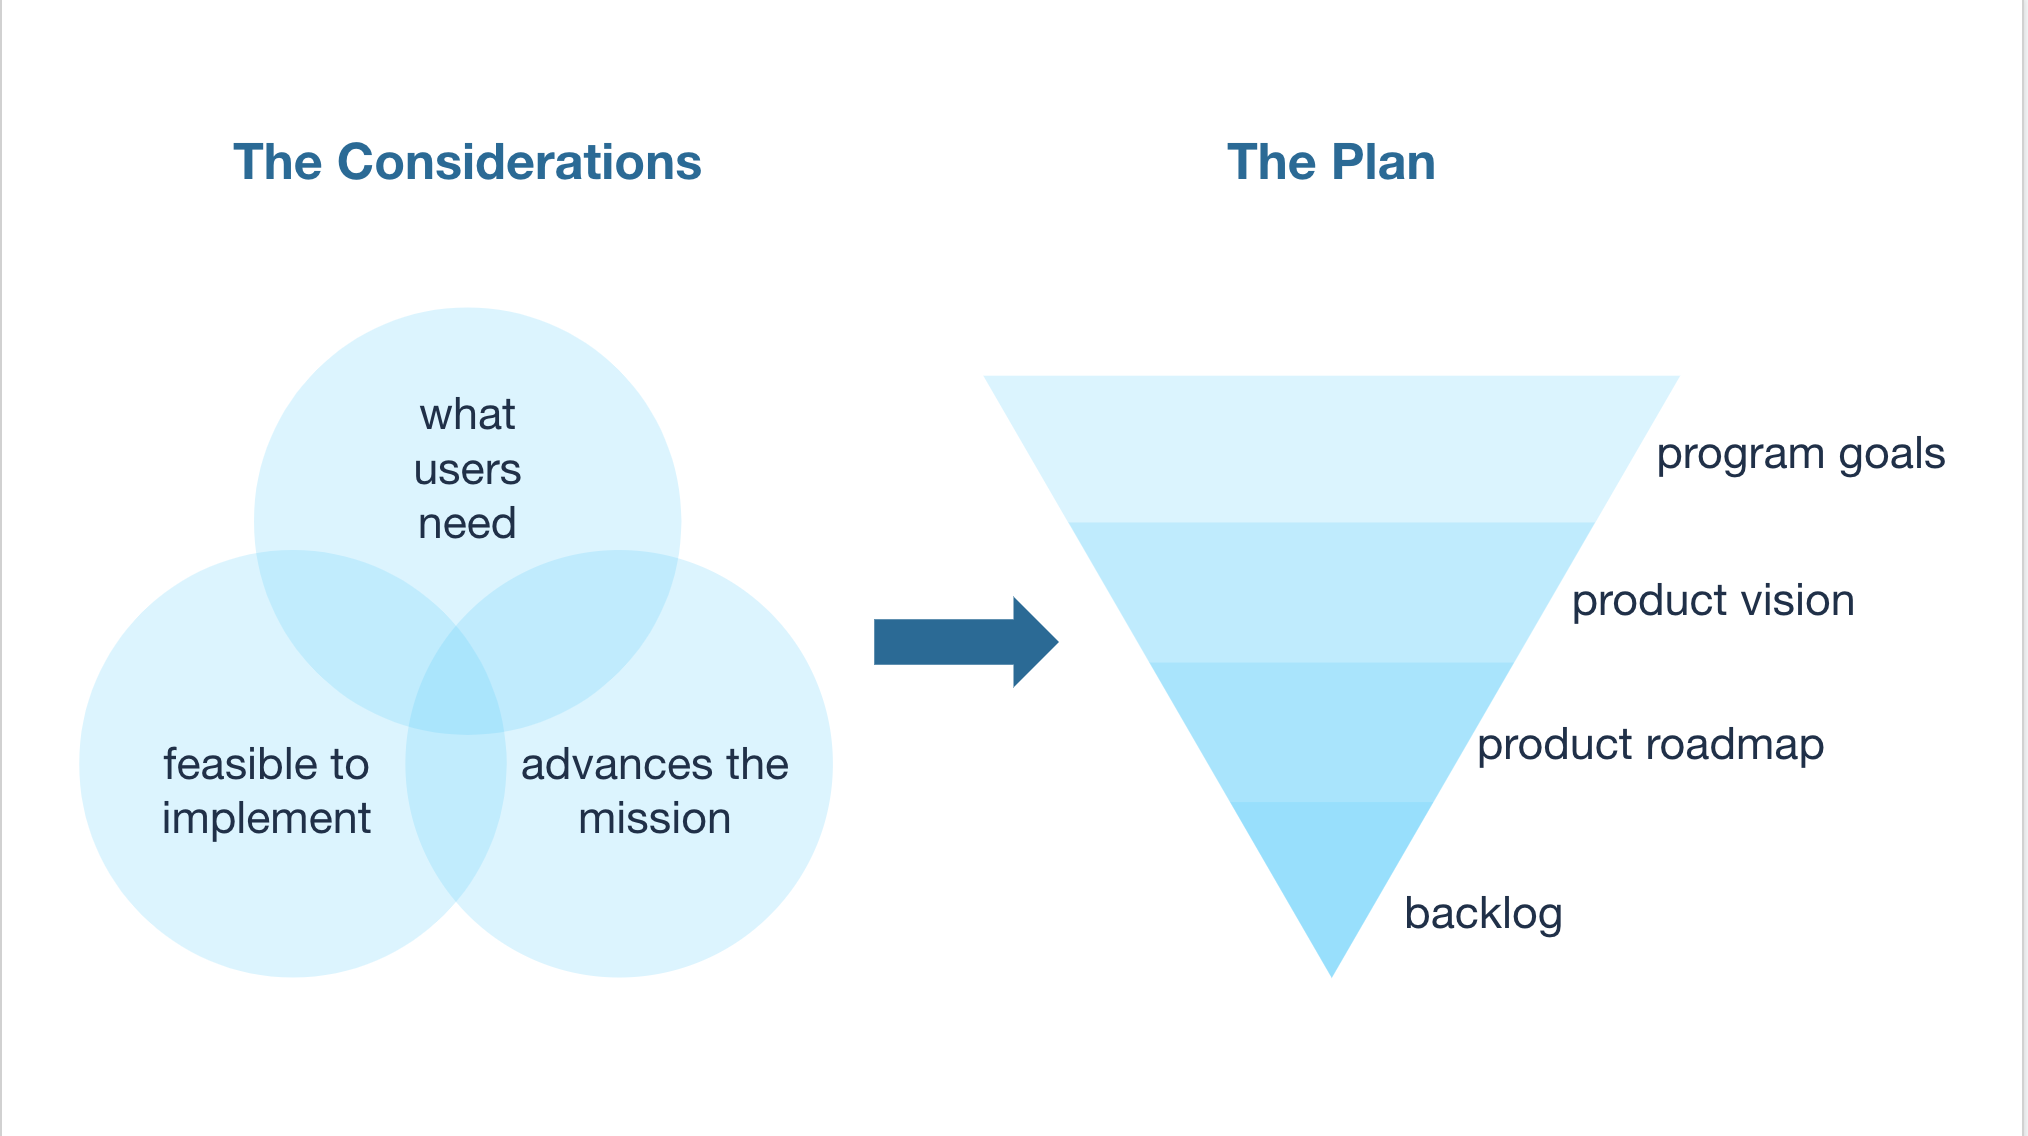 The Considerations
what
users
need
feasible to
implement
advances the
mission
The Plan
program goals
product vision
product roadmap
backlog